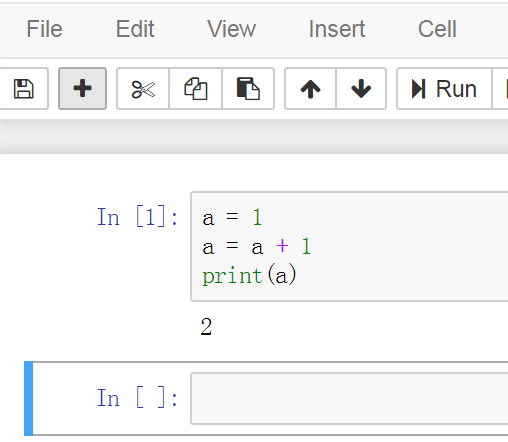 File Edit View Insert Cell
Run
In [1]: a = 1
a = a + 1
print(a)
2
In [ ]: